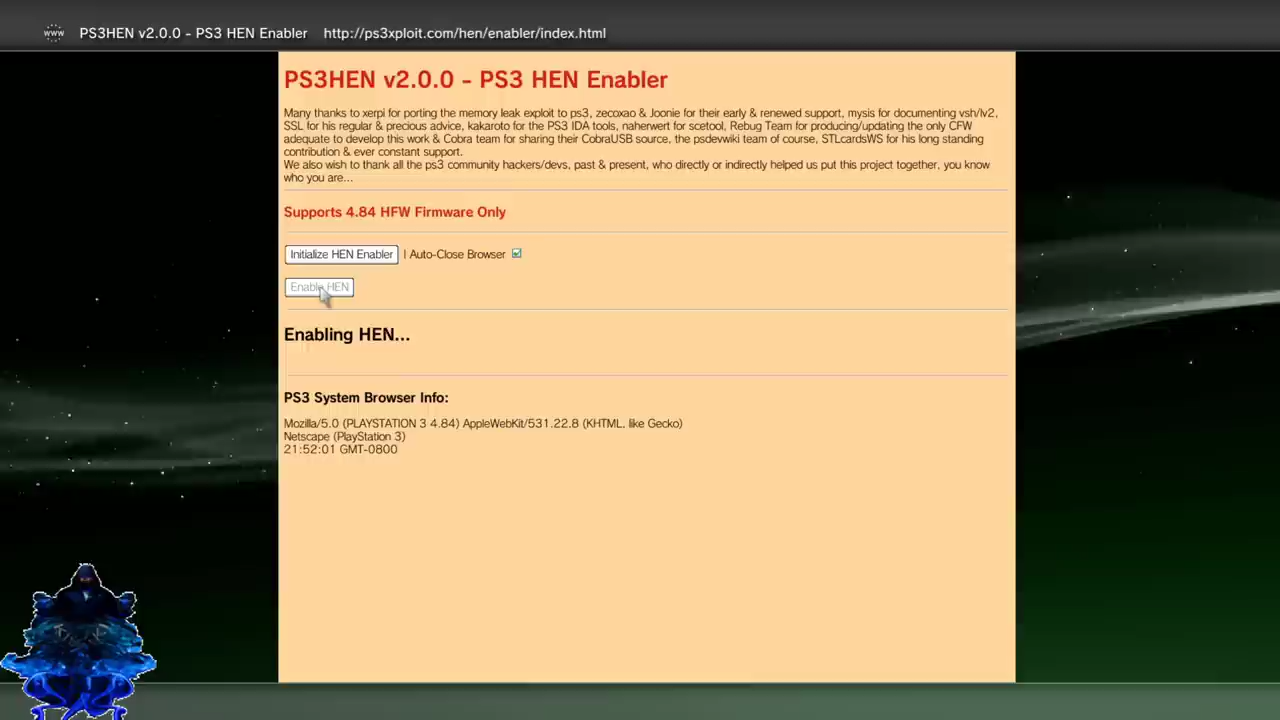 www PS3HEN v2.0.0 - PS3 HEN Enabler http://ps3xploit.com/hen/enabler/index.html
PS3HEN v2.0.0 - PS3 HEN Enabler
Many thanks to xerpi for porting the memory leak exploit to ps3, zecoxao & Joonie for their early & renewed support, mysis for documenting vsh/lv2,
SSL for his regular & precious advice, kakaroto for the PS3 IDA tools, naherwert for scetool, Rebug Team for producing/updating the only CFW
adequate to develop this work & Cobra team for sharing their CobraUSB source, the psdevwiki team of course, STLcardsWS for his long standing
contribution & ever constant support.
We also wish to thank all the ps3 community hackers/devs, past & present, who directly or indirectly helped us put this project together, you know
who you are...
Supports 4.84 HFW Firmware Only
Initialize HEN Enabler | Auto-Close Browser
Enable HEN
Enabling HEN...
PS3 System Browser Info:
Mozilla/5.0 (PLAYSTATION 3 4.84) AppleWebKit/531.22.8 (KHTML, like Gecko)
Netscape (PlayStation 3)
21:52:01 GMT-0800